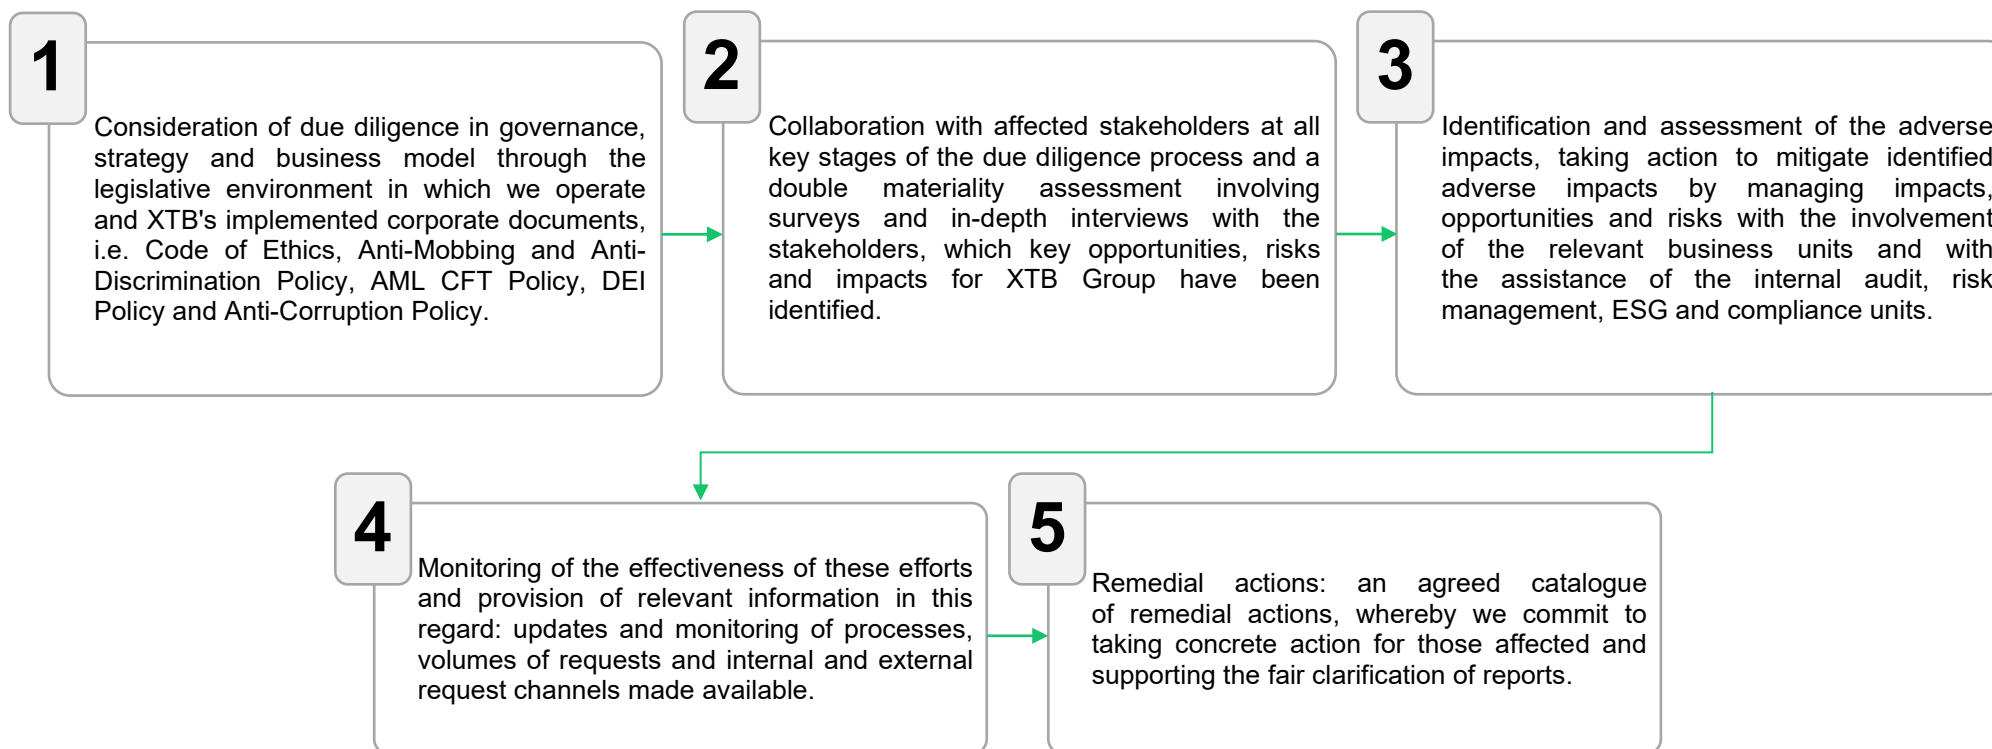 1
Consideration of due diligence in governance,
strategy and business model through the
legislative environment in which we operate
and XTB's implemented corporate documents,
i.e. Code of Ethics, Anti-Mobbing and Anti-
Discrimination Policy, AML CFT Policy, DEI
Policy and Anti-Corruption Policy.
2
Collaboration with affected stakeholders at all
key stages of the due diligence process and a
double materiality assessment involving
surveys and in-depth interviews with the
stakeholders, which key opportunities, risks
and impacts for XTB Group have been
identified.
3
Identification and assessment of the adverse
impacts, taking action to mitigate identified
adverse impacts by managing impacts,
opportunities and risks with the involvement
of the relevant business units and with
the assistance of the internal audit, risk
management, ESG and compliance units.
4
Monitoring of the effectiveness of these efforts
and provision of relevant information in this
regard: updates and monitoring of processes,
volumes of requests and internal and external
request channels made available.
5
Remedial actions: an agreed catalogue
of remedial actions, whereby we commit to
taking concrete action for those affected and
supporting the fair clarification of reports.